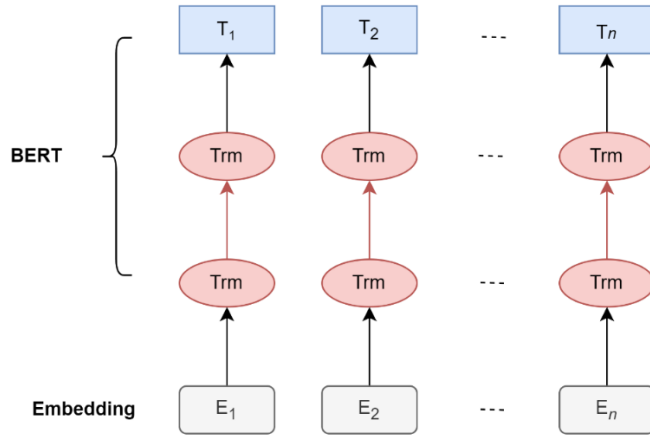 T1 T2 ---- Tn
BERT
Trm Trm ---- Trm
Trm Trm ---- Trm
Embedding E1 E2 ---- En